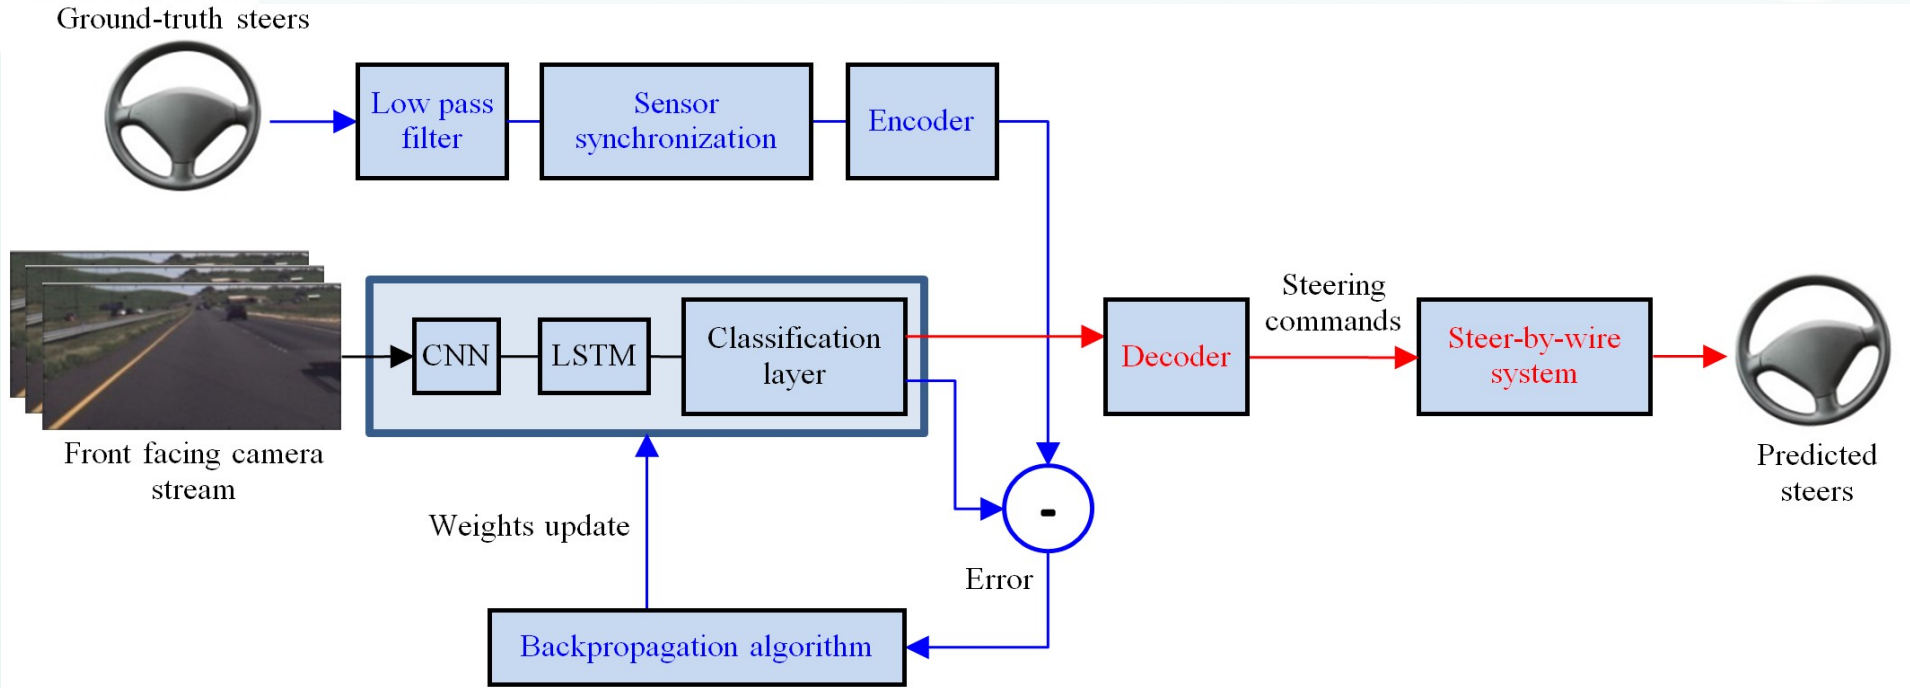 Ground-truth steers
Low pass
filter
Sensor
synchronization
Encoder
CNN
LSTM
Classification
layer
Decoder
Steering
commands
Steer-by-wire
system
Front facing camera
stream
Predicted
steers
Weights update
-
Error
Backpropagation algorithm